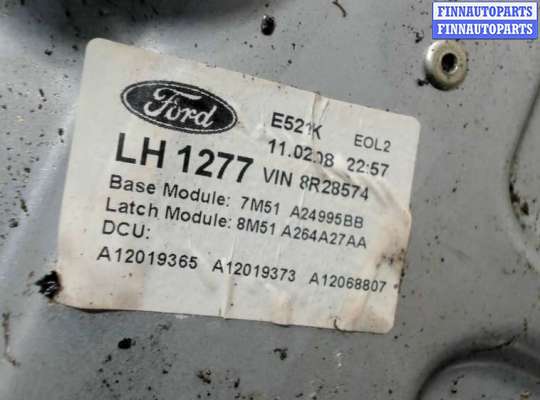 FINNAUTOPARTS
FINNAUTOPARTS
Ford
E521K EOL2
11.02.08 22:57
LH 1277 VIN 8R28574
Base Module: 7M51 A24995BB
Latch Module: 8M51 A264A27AA
DCU:
A12019365 A12019373 A12068807